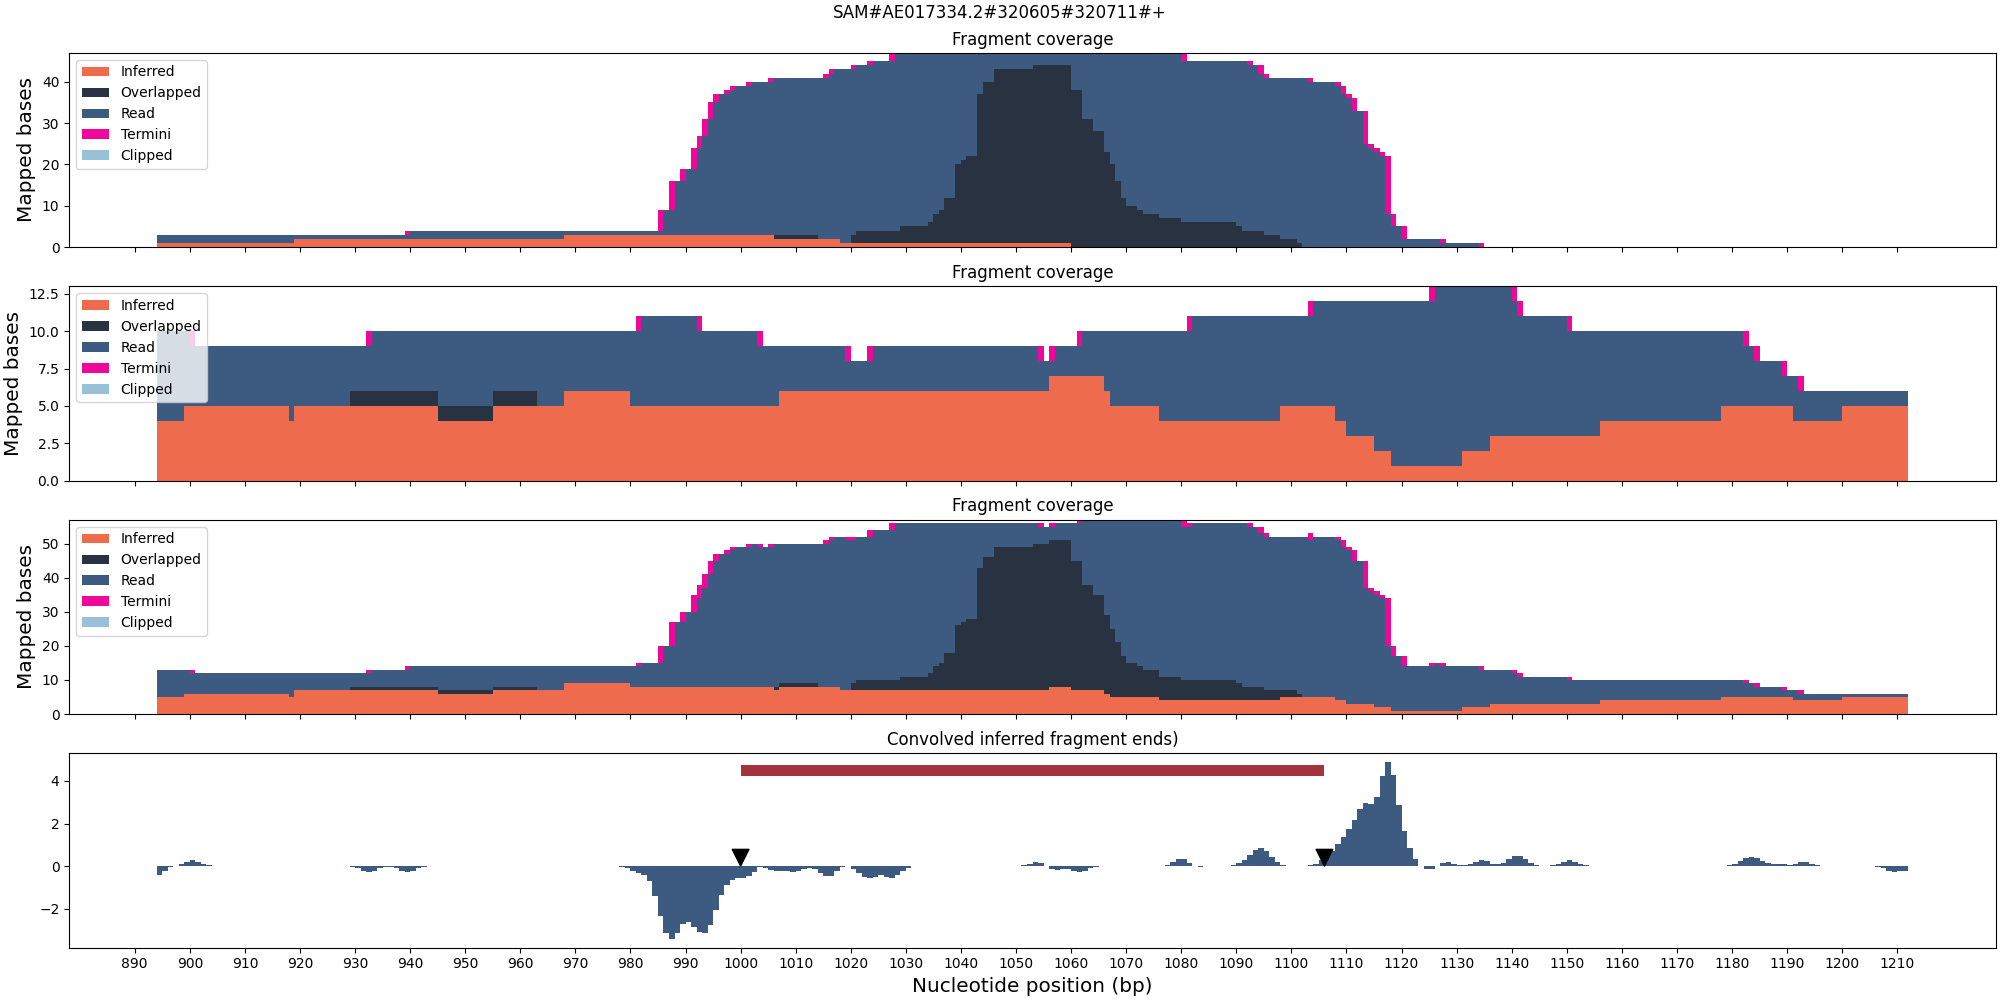 SAM#AE017334.2#320605#320711#+
Fragment coverage
Mapped bases
40
30
20
10
0
Inferred
Overlapped
Read
Termini
Clipped
Fragment coverage
Mapped bases
12.5
10.0
7.5
5.0
2.5
0.0
Inferred
Overlapped
Read
Termini
Clipped
Fragment coverage
Mapped bases
50
40
30
20
10
0
Inferred
Overlapped
Read
Termini
Clipped
Convolved inferred fragment ends)
4
2
0
−2
890 900 910 920 930 940 950 960 970 980 990 1000 1010 1020 1030 1040 1050 1060 1070 1080 1090 1100 1110 1120 1130 1140 1150 1160 1170 1180 1190 1200 1210
Nucleotide position (bp)